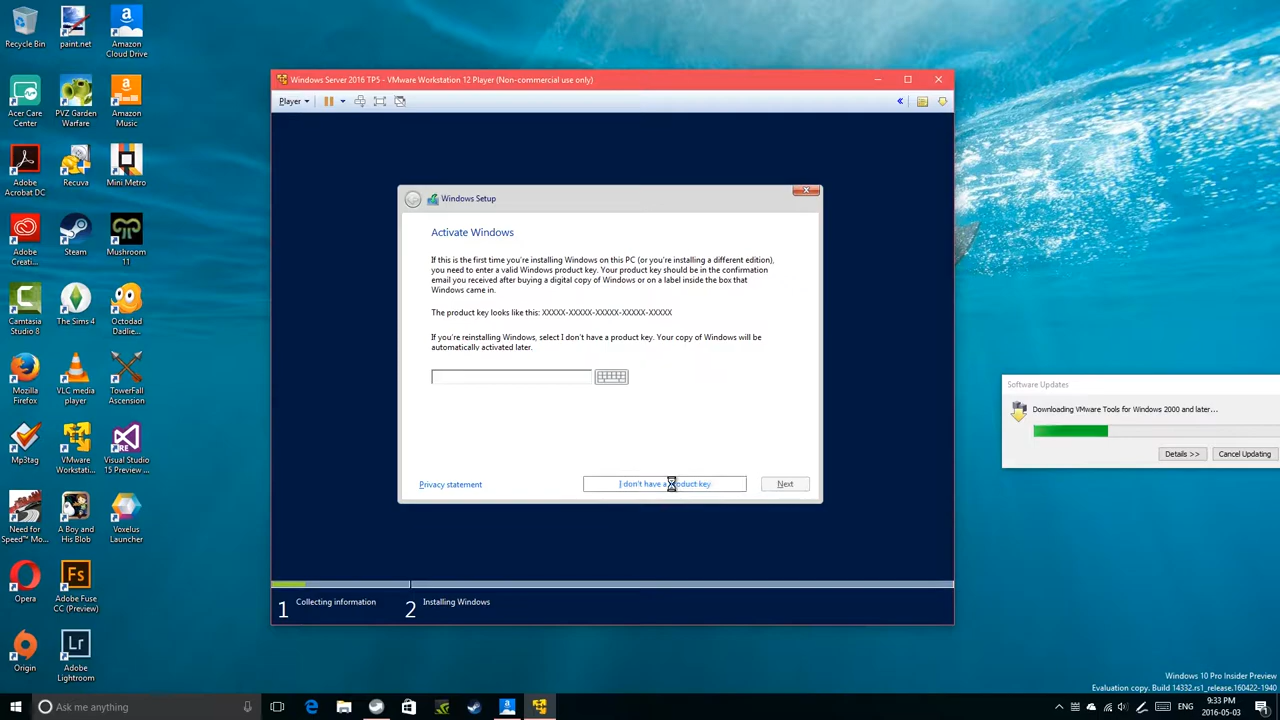 Recycle Bin
paint.net
Amazon
Cloud Drive
Acer Care
Center
PVZ Garden
Warfare
Amazon
Music
Adobe
Acrobat DC
Recuva
Mini Metro
Adobe
Creati...
Steam
Mushroom
11
Camtasia
Studio 8
The Sims 4
Octodad
Dadlie...
Mozilla
Firefox
VLC media
player
TowerFall
Ascension
Mp3tag
VMware
Workstati...
Visual Studio
15 Preview ...
Need for
Speed™ Mo...
A Boy and
His Blob
Voxelus
Launcher
Opera
Adobe Fuse
CC (Preview)
Origin
Adobe
Lightroom
Windows Server 2016 TP5 - VMware Workstation 12 Player (Non-commercial use only)
Player
Windows Setup
Activate Windows
If this is the first time you're installing Windows on this PC (or you're installing a different edition),
you need to enter a valid Windows product key. Your product key should be in the confirmation
email you received after buying a digital copy of Windows or on a label inside the box that
Windows came in.
The product key looks like this: XXXXX-XXXXX-XXXXX-XXXXX-XXXXX
If you're reinstalling Windows, select I don't have a product key. Your copy of Windows will be
automatically activated later.
Privacy statement
I don't have a product key
Next
1 Collecting information
2 Installing Windows
Software Updates
Downloading VMware Tools for Windows 2000 and later...
Details >>
Cancel Updating
Windows 10 Pro Insider Preview
Evaluation copy. Build 14332.rs1_release.160422-1940
Ask me anything
9:33 PM
2016-05-03